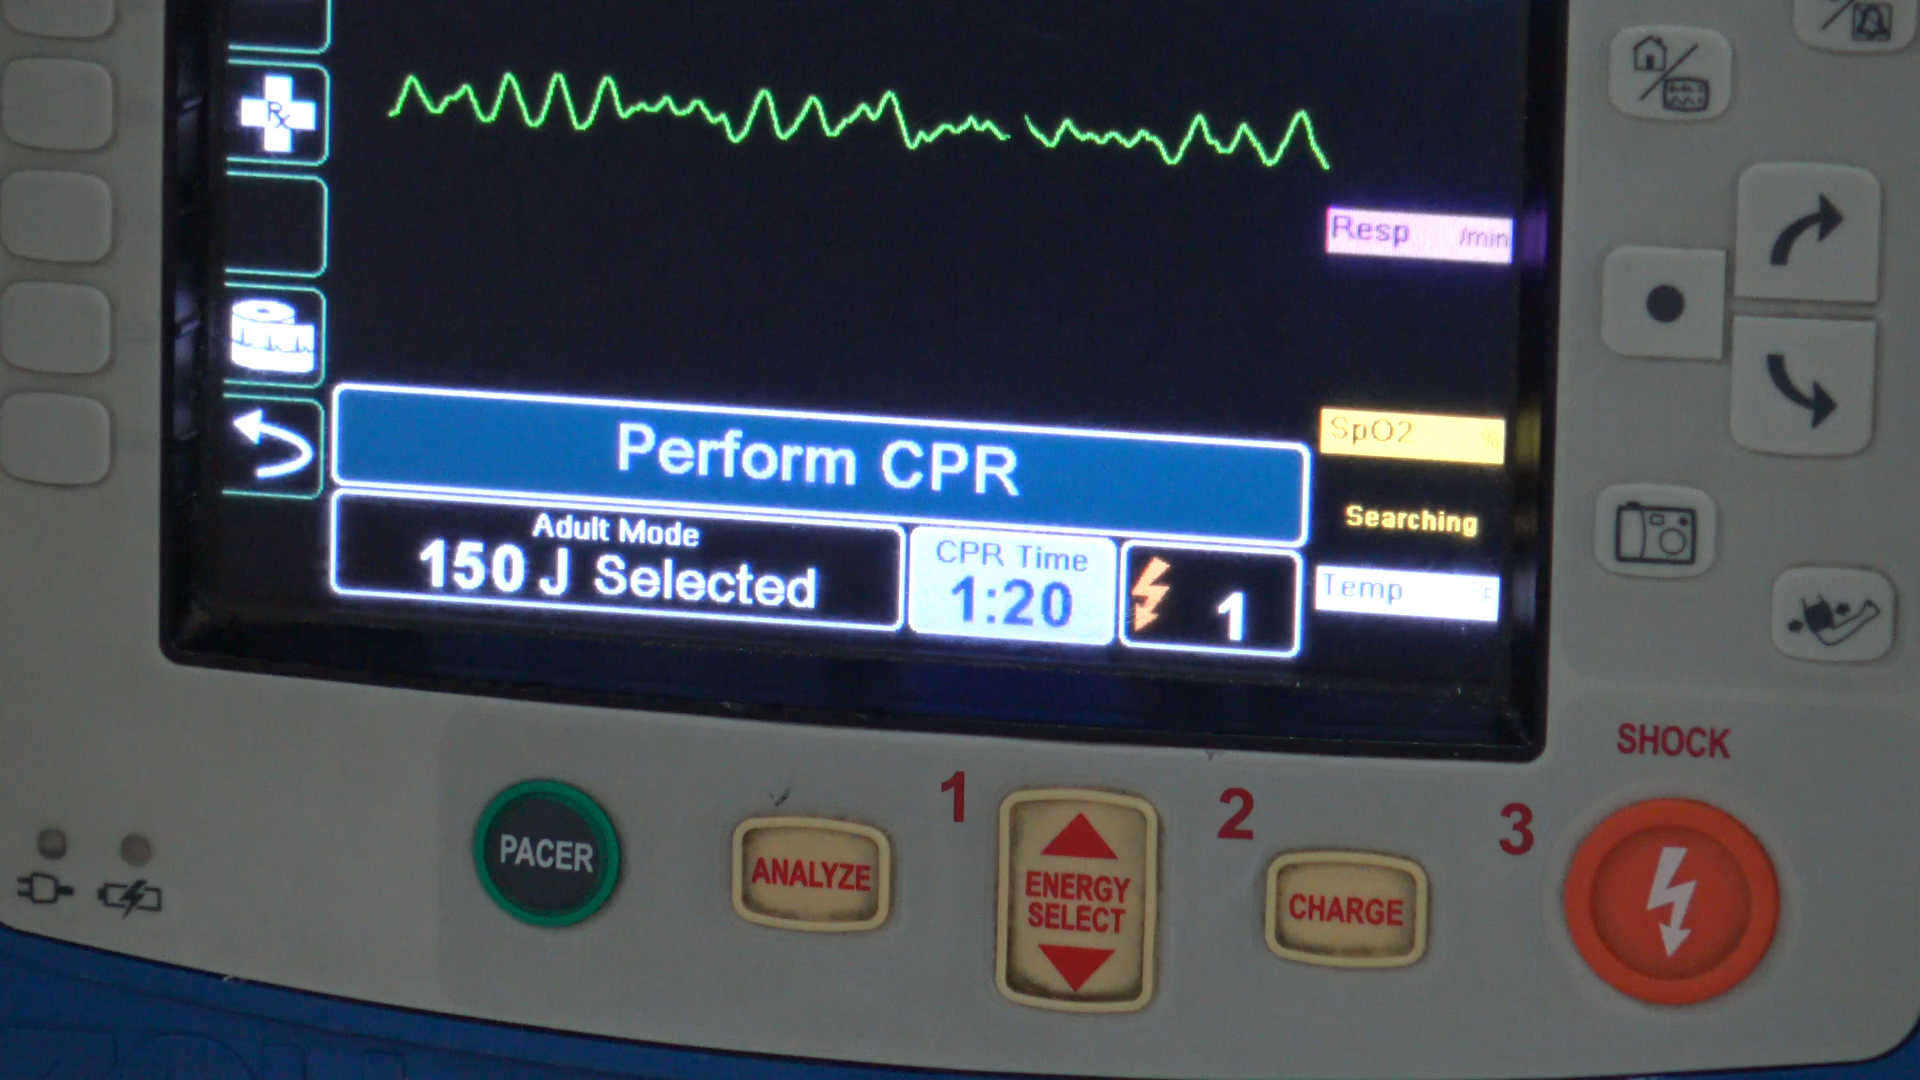 Rx
Resp /min
Perform CPR
SpO2 %
Searching
Adult Mode
150 J Selected
CPR Time
1:20
1
Temp F
SHOCK
1
2
3
PACER
ANALYZE
ENERGY
SELECT
CHARGE